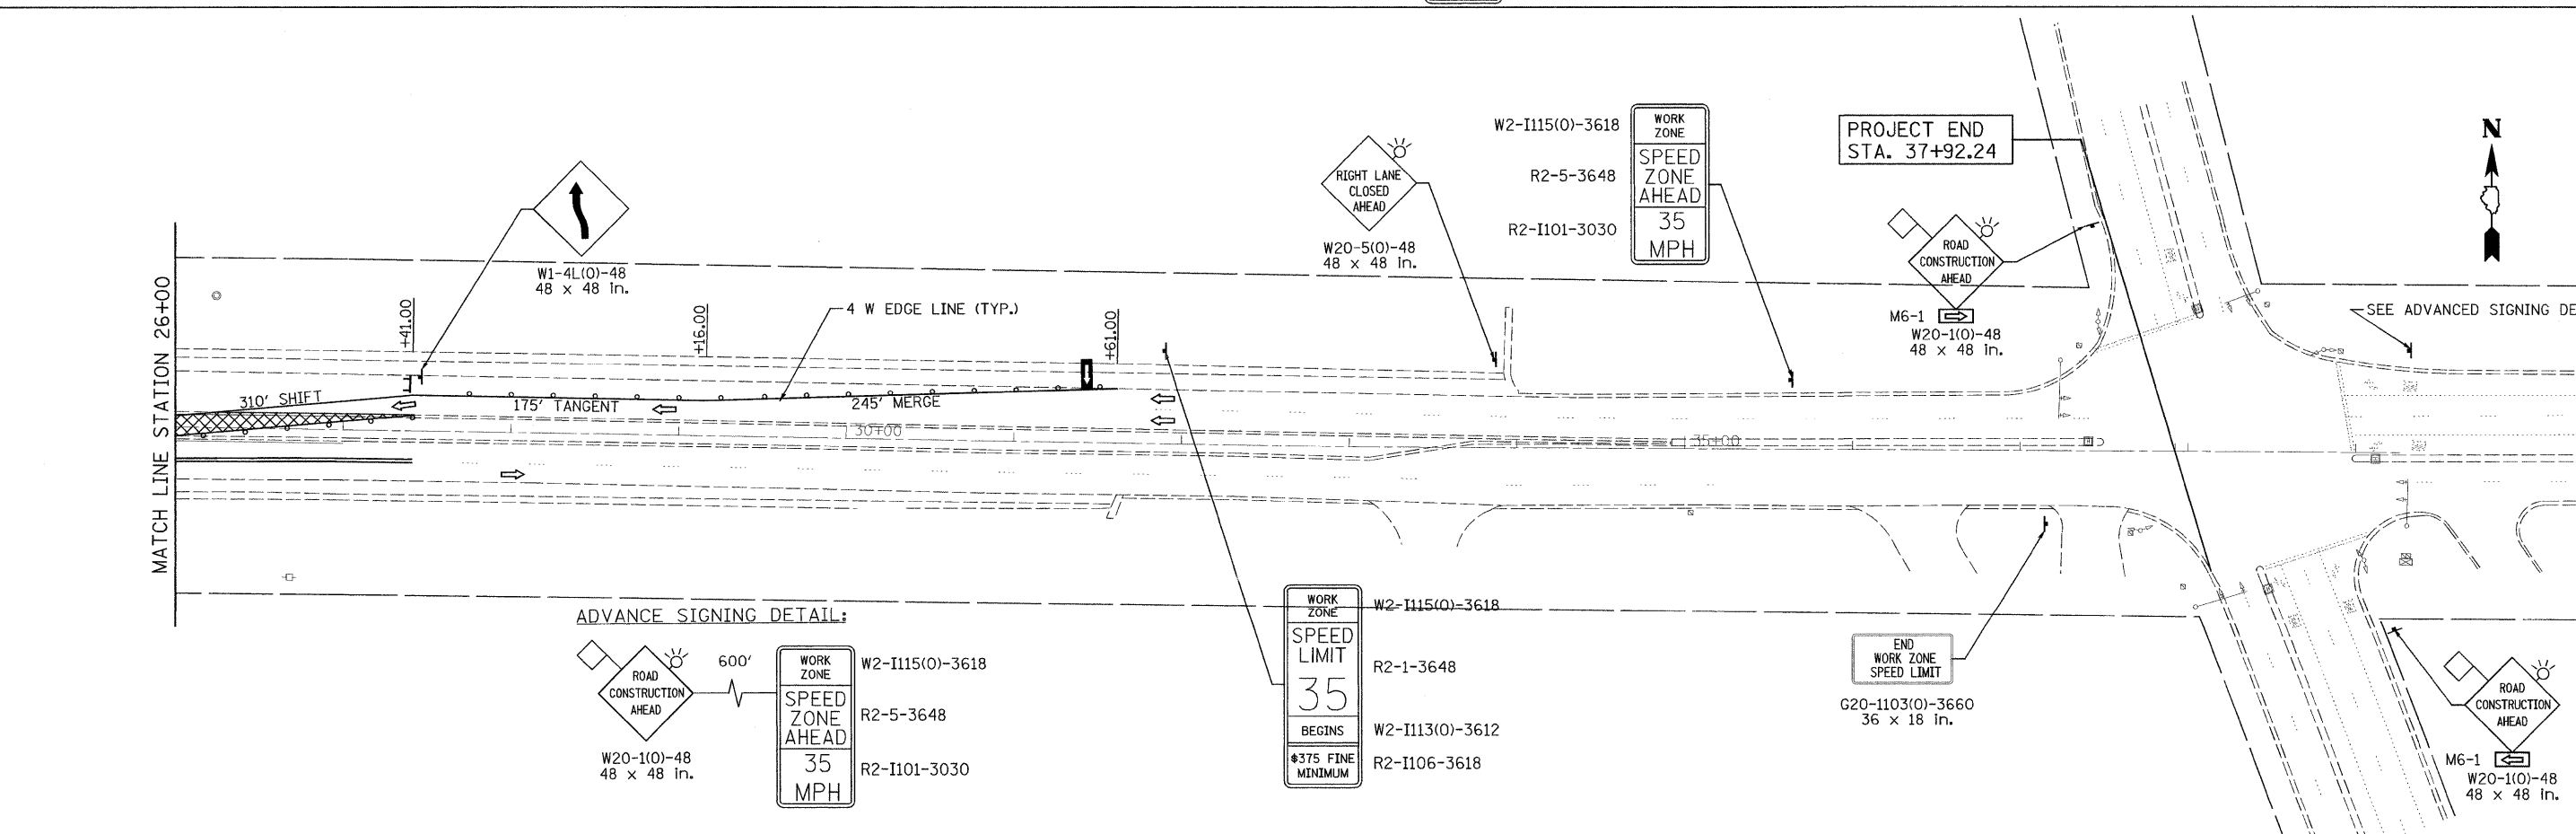 WORK
ZONE
SPEED
ZONE
AHEAD
35
MPH
W2-I115(0)-3618
R2-5-3648
R2-I101-3030
RIGHT LANE
CLOSED
AHEAD
W20-5(0)-48
48 x 48 in.
PROJECT END
STA. 37+92.24
N
ROAD
CONSTRUCTION
AHEAD
M6-1
W20-1(0)-48
48 x 48 in.
SEE ADVANCED SIGNING DE
W1-4L(0)-48
48 x 48 in.
MATCH LINE STATION 26+00
+41.00
+16.00
+61.00
4 W EDGE LINE (TYP.)
310' SHIFT
175' TANGENT
245' MERGE
30+00
35+00
ADVANCE SIGNING DETAIL:
ROAD
CONSTRUCTION
AHEAD
W20-1(0)-48
48 x 48 in.
600'
WORK
ZONE
SPEED
ZONE
AHEAD
35
MPH
W2-I115(0)-3618
R2-5-3648
R2-I101-3030
WORK
ZONE
SPEED
LIMIT
35
BEGINS
$375 FINE
MINIMUM
W2-I115(0)-3618
R2-1-3648
W2-I113(0)-3612
R2-I106-3618
END
WORK ZONE
SPEED LIMIT
G20-1103(0)-3660
36 x 18 in.
ROAD
CONSTRUCTION
AHEAD
M6-1
W20-1(0)-48
48 x 48 in.